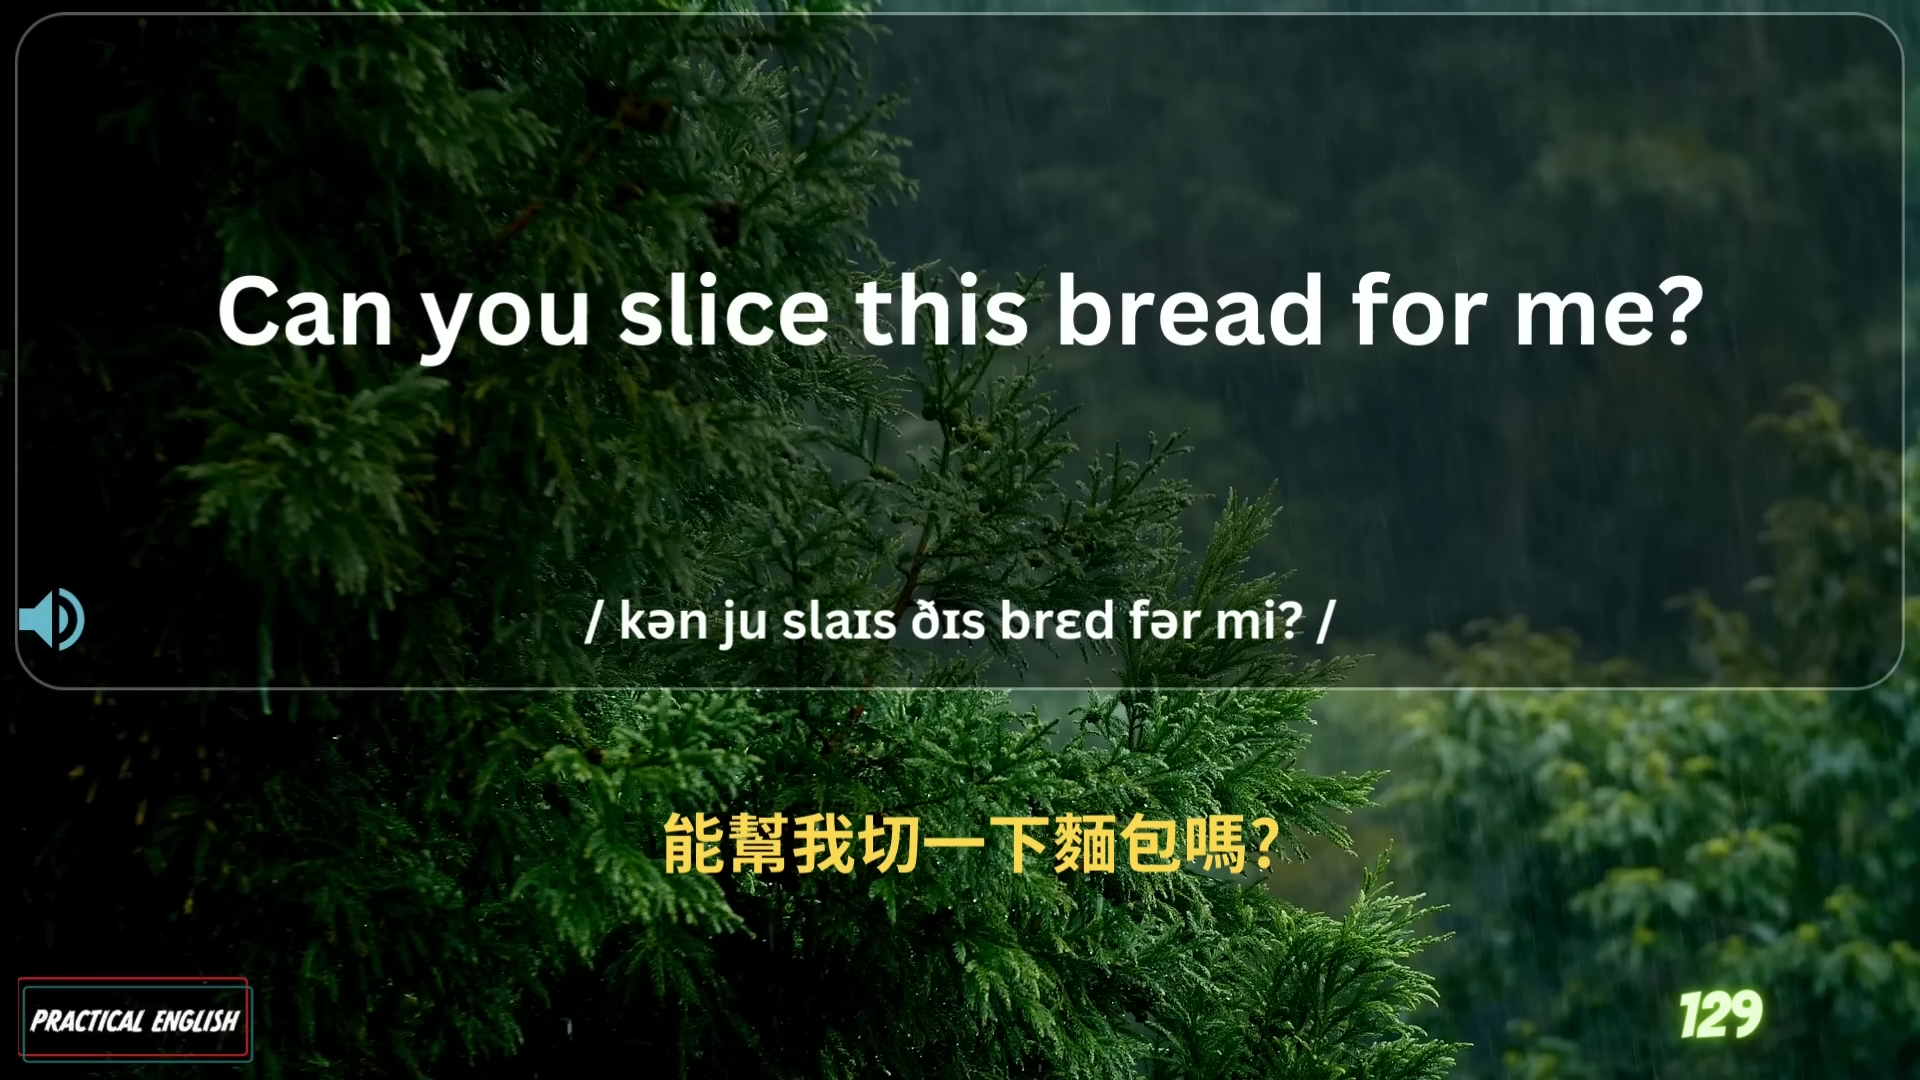 Can you slice this bread for me?
/ kən ju slaɪs ðɪs brɛd fər mi? /
能幫我切一下麵包嗎?
PRACTICAL ENGLISH
129